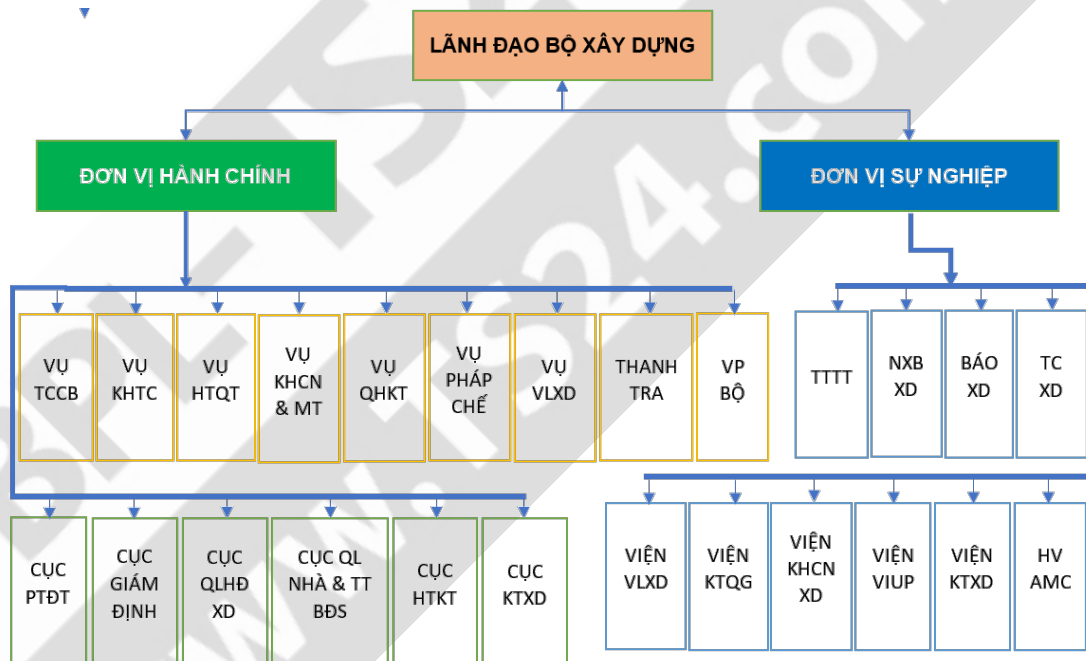 LÃNH ĐẠO BỘ XÂY DỰNG
ĐƠN VỊ HÀNH CHÍNH
ĐƠN VỊ SỰ NGHIỆP
VỤ
TCCB
VỤ
KHTC
VỤ
HTQT
VỤ
KHCN
& MT
VỤ
QHKT
VỤ
PHÁP
CHẾ
VỤ
VLXD
THANH
TRA
VP
BỘ
TTTT
NXB
XD
BÁO
XD
TC
XD
CỤC
PTĐT
CỤC
GIÁM
ĐỊNH
CỤC
QLHĐ
XD
CỤC QL
NHÀ & TT
BĐS
CỤC
HTKT
CỤC
KTXD
VIỆN
VLXD
VIỆN
KTQG
VIỆN
KHCN
XD
VIỆN
VIUP
VIỆN
KTXD
HV
AMC
www.TS24.com